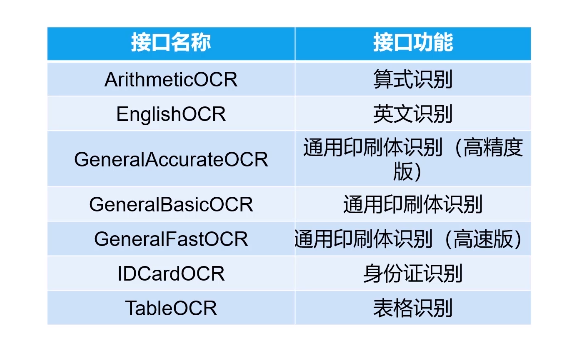 接口名称 接口功能
ArithmeticOCR 算式识别
EnglishOCR 英文识别
GeneralAccurateOCR 通用印刷体识别（高精度
版）
GeneralBasicOCR 通用印刷体识别
GeneralFastOCR 通用印刷体识别（高速版）
IDCardOCR 身份证识别
TableOCR 表格识别